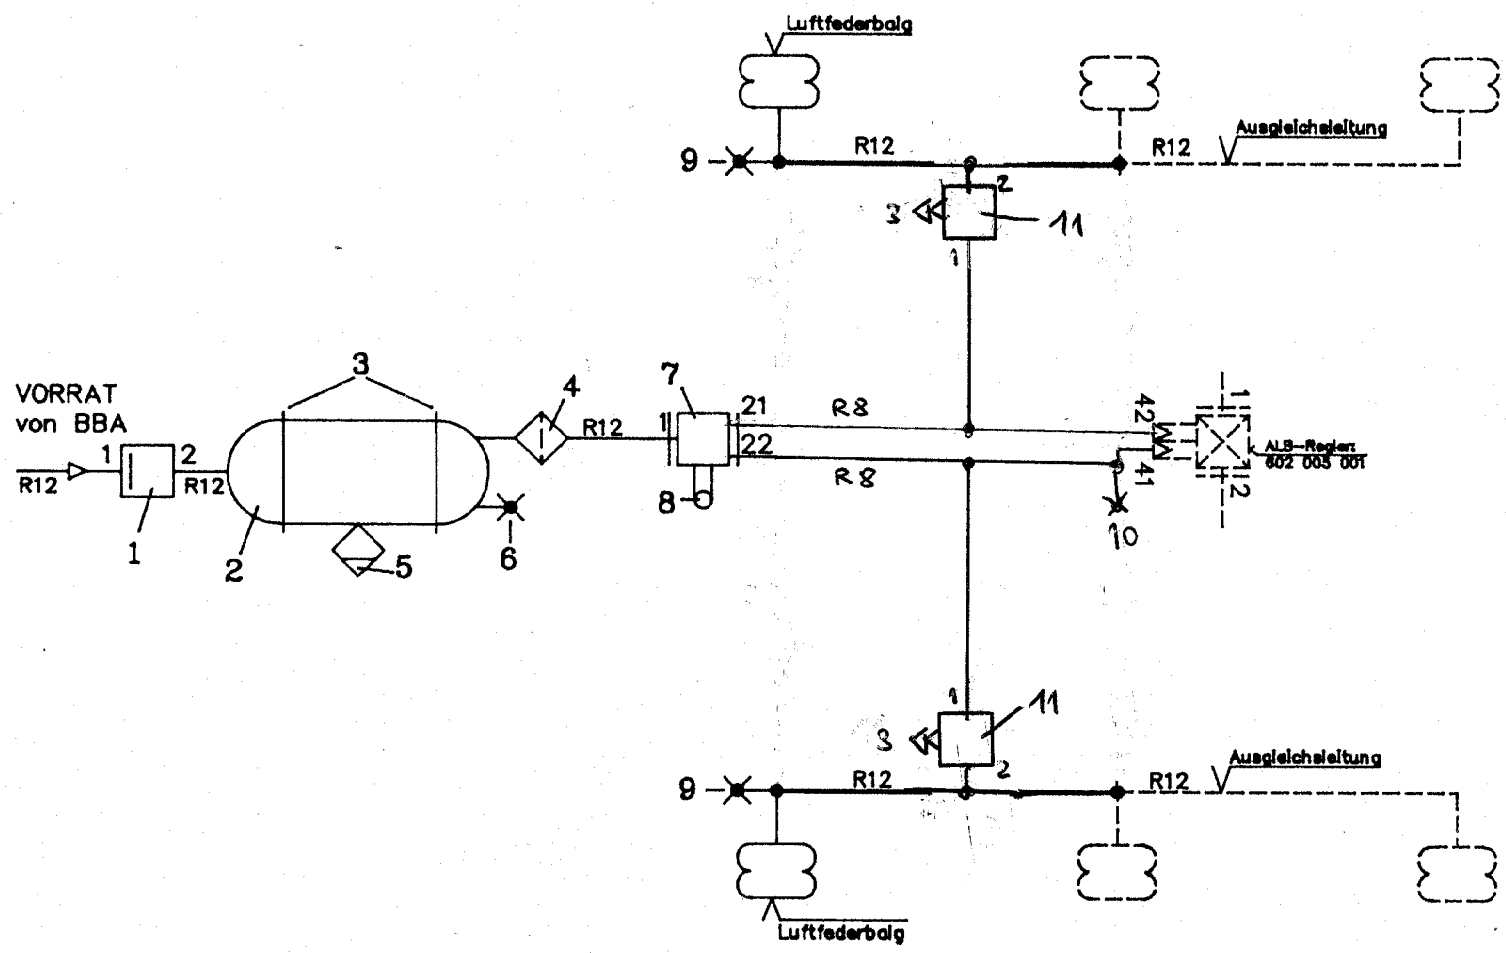 Luftfederbalg
9
R12
R12
Ausgleichsleitung
2
3
11
1
3
7
4
VORRAT
von BBA
1
2
R12
R12
R12
1
21
22
R8
R8
42
41
1
2
ALB-Regler:
602 005 001
8
10
1
2
5
6
1
11
3
2
9
R12
R12
Ausgleichsleitung
Luftfederbalg